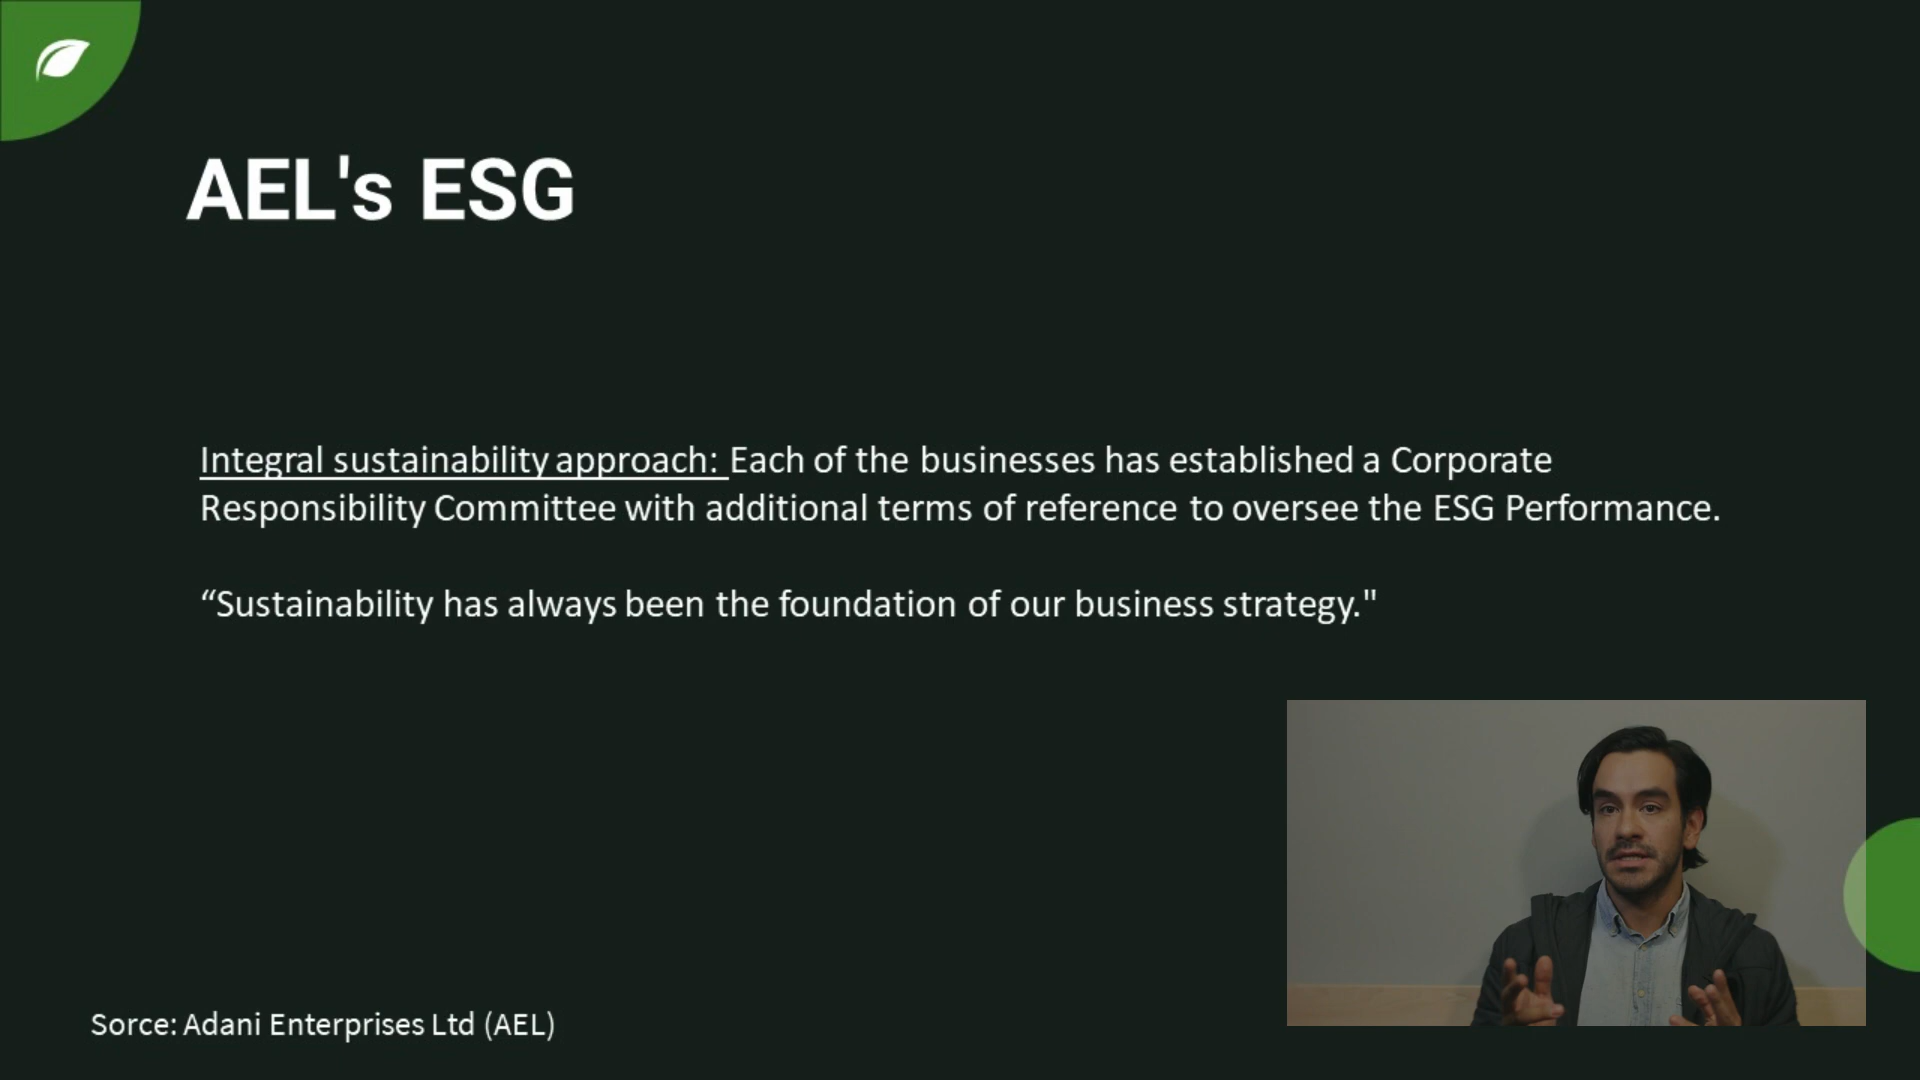 AEL's ESG
Integral sustainability approach: Each of the businesses has established a Corporate
Responsibility Committee with additional terms of reference to oversee the ESG Performance.
“Sustainability has always been the foundation of our business strategy."
Sorce: Adani Enterprises Ltd (AEL)